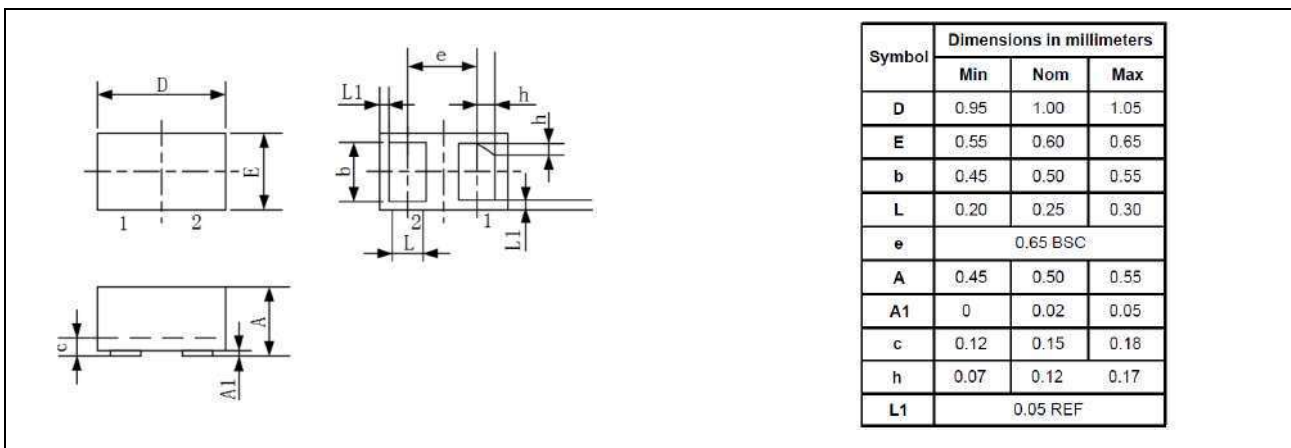 D
E
1 2
e
L1
h
h
b
2
1
L
L1
A
c
A1
Symbol Dimensions in millimeters
Min Nom Max
D 0.95 1.00 1.05
E 0.55 0.60 0.65
b 0.45 0.50 0.55
L 0.20 0.25 0.30
e 0.65 BSC
A 0.45 0.50 0.55
A1 0 0.02 0.05
c 0.12 0.15 0.18
h 0.07 0.12 0.17
L1 0.05 REF